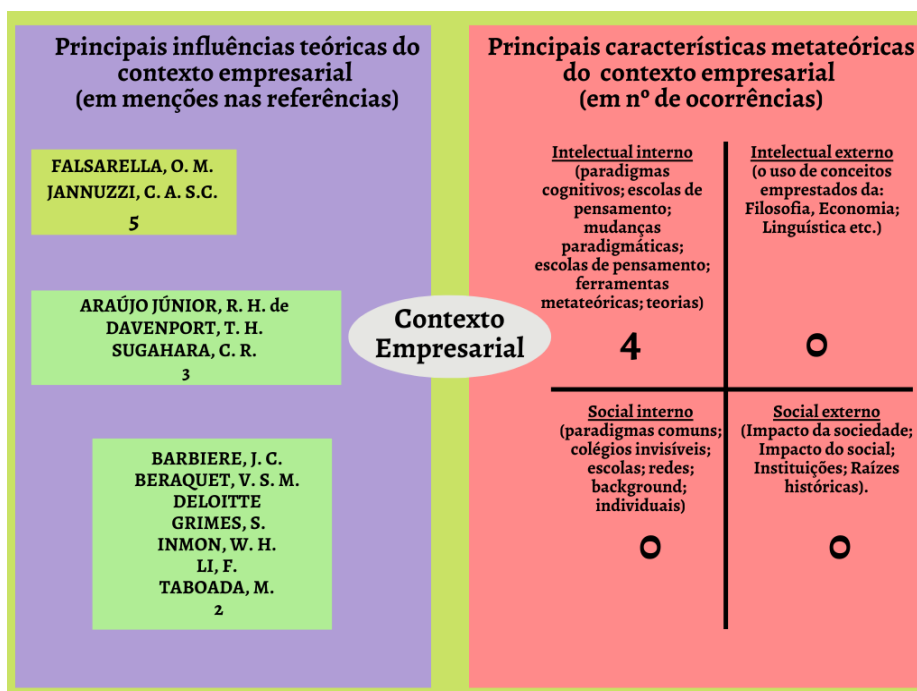 Principais influências teóricas do
contexto empresarial
(em menções nas referências)
FALSARELLA, O. M.
JANNUZZI, C. A. S.C.
5
ARAÚJO JÚNIOR, R. H. de
DAVENPORT, T. H.
SUGAHARA, C. R.
3
BARBIERE, J. C.
BERAQUET, V. S. M.
DELOITTE
GRIMES, S.
INMON, W. H.
LI, F.
TABOADA, M.
2
Contexto
Empresarial
Principais características metateóricas
do contexto empresarial
(em nº de ocorrências)
Intelectual interno
(paradigmas
cognitivos; escolas de
pensamento;
mudanças
paradigmáticas;
escolas de pensamento;
ferramentas
metateóricas; teorias)
4
Intelectual externo
(o uso de conceitos
emprestados da:
Filosofia, Economia;
Linguística etc.)
0
Social interno
(paradigmas comuns;
colégios invisíveis;
escolas; redes;
background;
individuais)
0
Social externo
(Impacto da sociedade;
Impacto do social;
Instituições; Raízes
históricas).
0